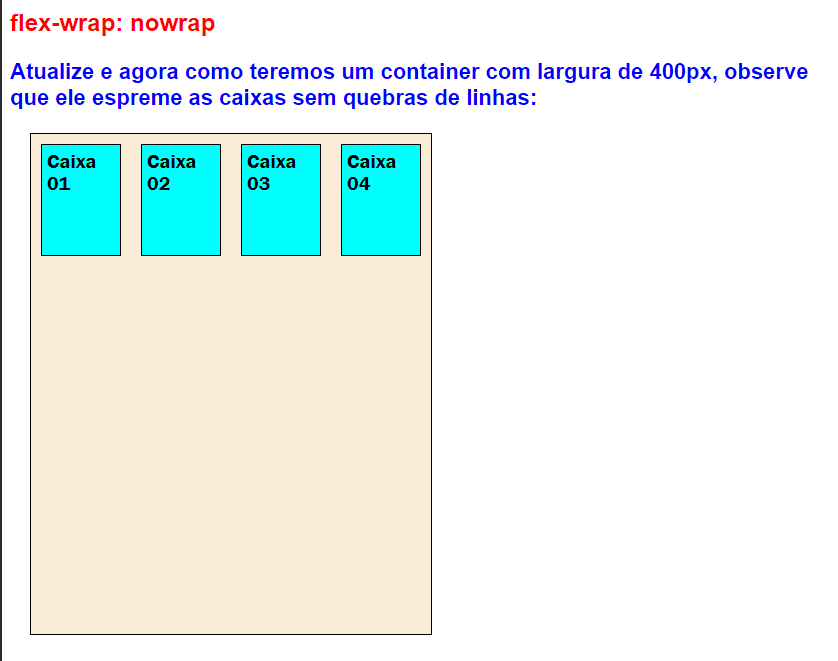 flex-wrap: nowrap
Atualize e agora como teremos um container com largura de 400px, observe
que ele espreme as caixas sem quebras de linhas:
Caixa
01
Caixa
02
Caixa
03
Caixa
04